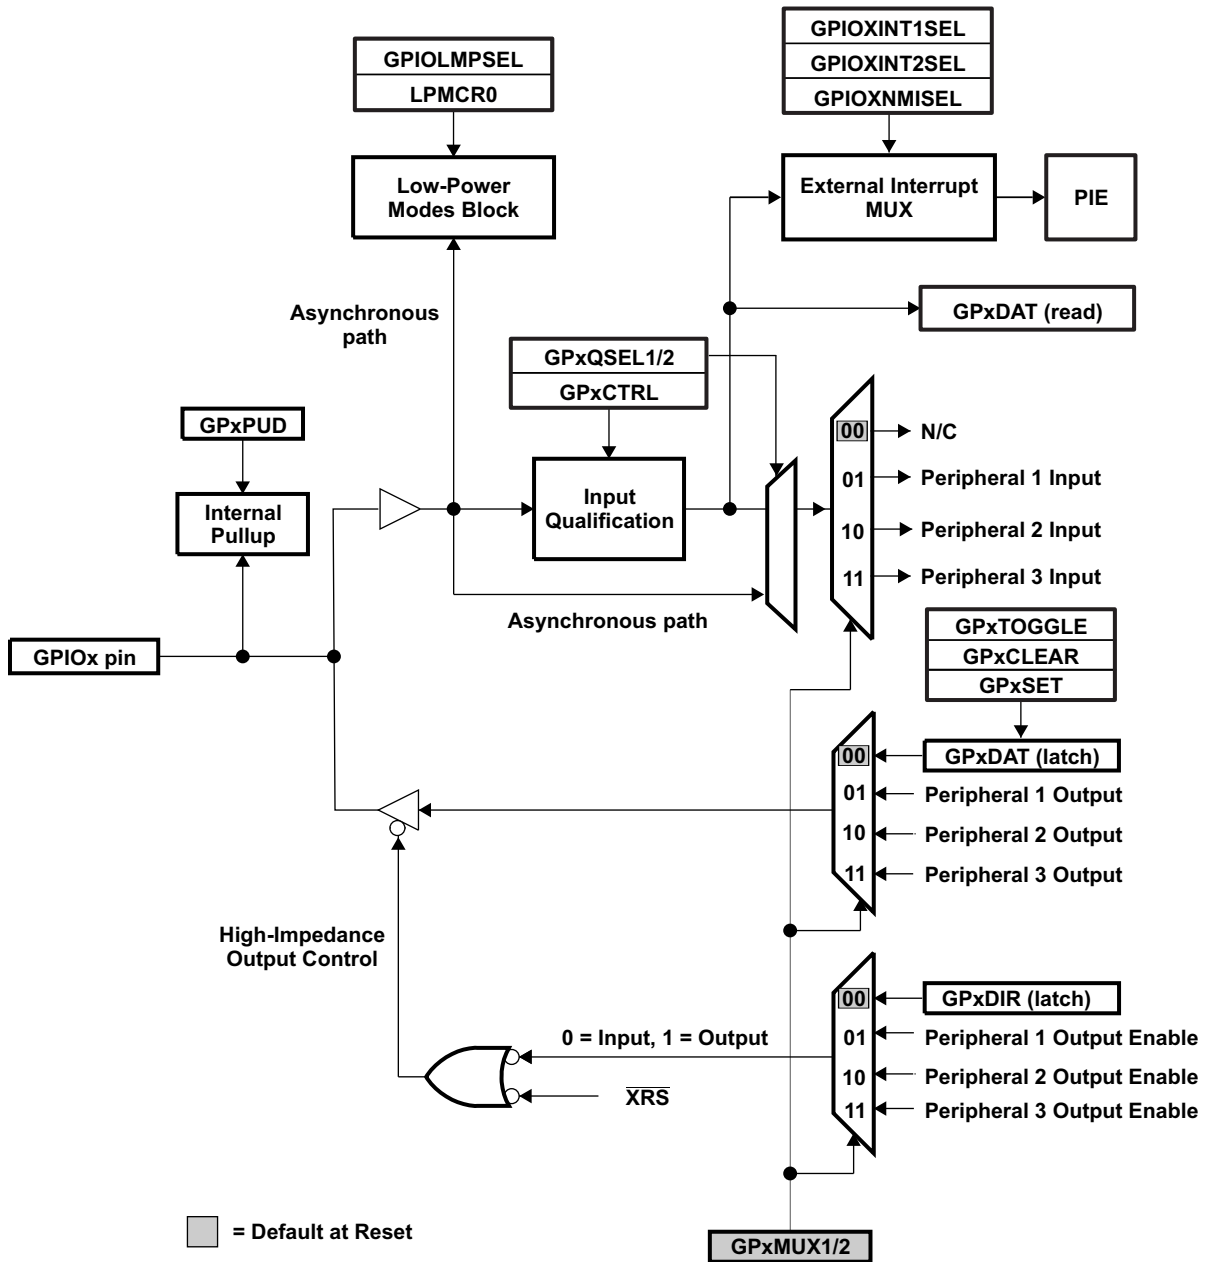 GPIOLMPSEL
LPMCR0
Low-Power
Modes Block
GPIOXINT1SEL
GPIOXINT2SEL
GPIOXNMISEL
External Interrupt
MUX
PIE
Asynchronous
path
GPxDAT (read)
GPxQSEL1/2
GPxCTRL
GPxPUD
Internal
Pullup
Input
Qualification
00
N/C
01
Peripheral 1 Input
10
Peripheral 2 Input
11
Peripheral 3 Input
Asynchronous path
GPIOx pin
GPxTOGGLE
GPxCLEAR
GPxSET
00
GPxDAT (latch)
01
Peripheral 1 Output
10
Peripheral 2 Output
11
Peripheral 3 Output
High-Impedance
Output Control
00
GPxDIR (latch)
0 = Input, 1 = Output
01
Peripheral 1 Output Enable
10
Peripheral 2 Output Enable
XRS
11
Peripheral 3 Output Enable
= Default at Reset
GPxMUX1/2